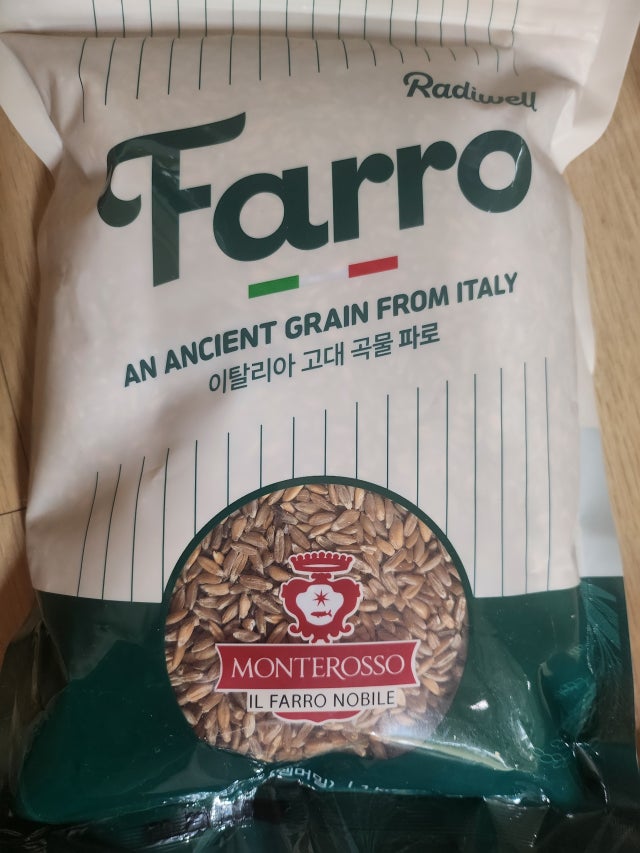 Radiwell
Farro
AN ANCIENT GRAIN FROM ITALY
이탈리아 고대 곡물 파로
MONTEROSSO
IL FARRO NOBILE